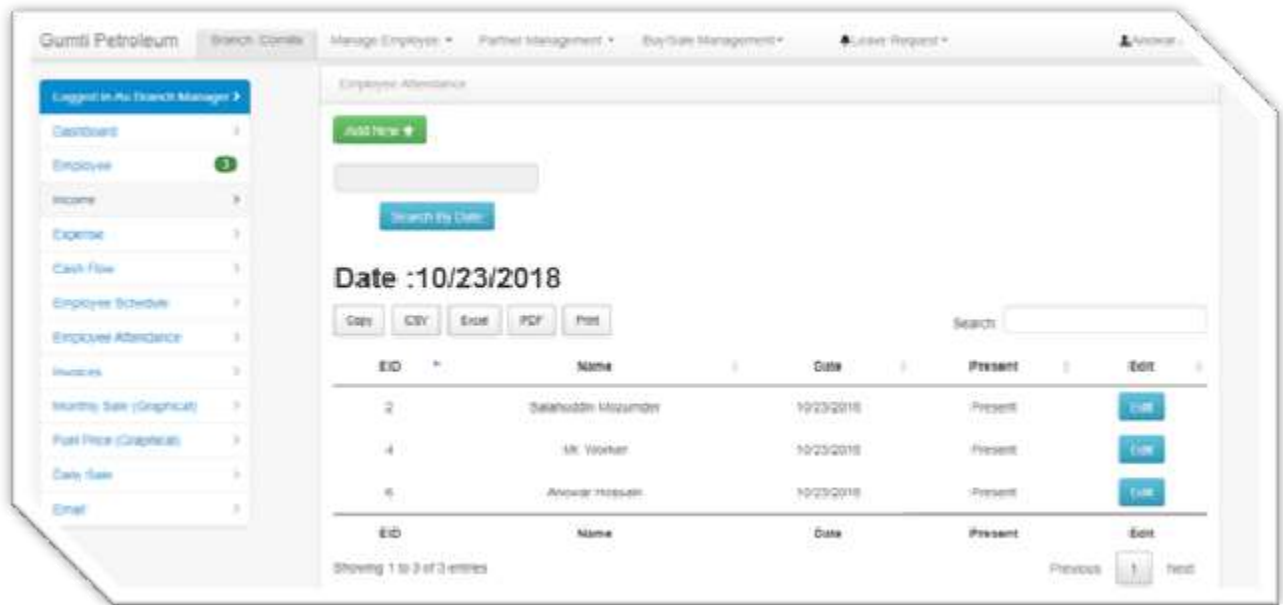 Gumti Petroleum Branch: Comilla Manage Employee Partner Management Buy/Sale Management Leave Request Anowar
Logged In As Branch Manager
Dashboard
Employee 3
Income
Expense
Cash Flow
Employee Schedule
Employee Attendance
Invoices
Monthly Sale (Graphical)
Fuel Price (Graphical)
Daily Sale
Email
Employee Attendance
Add New
Search By Date
Date :10/23/2018
Copy CSV Excel PDF Print Search:
EID Name Date Present Edit
2 Salahuddin Mozumder 10/23/2018 Present Edit
4 Mr. Worker 10/23/2018 Present Edit
6 Anowar Hossain 10/23/2018 Present Edit
EID Name Date Present Edit
Showing 1 to 3 of 3 entries
Previous 1 Next